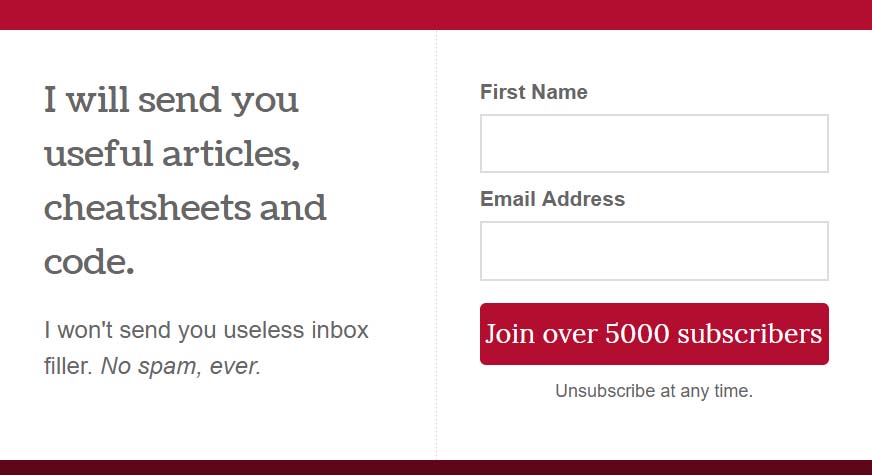 I will send you
useful articles,
cheatsheets and
code.
I won't send you useless inbox
filler. No spam, ever.
First Name
Email Address
Join over 5000 subscribers
Unsubscribe at any time.